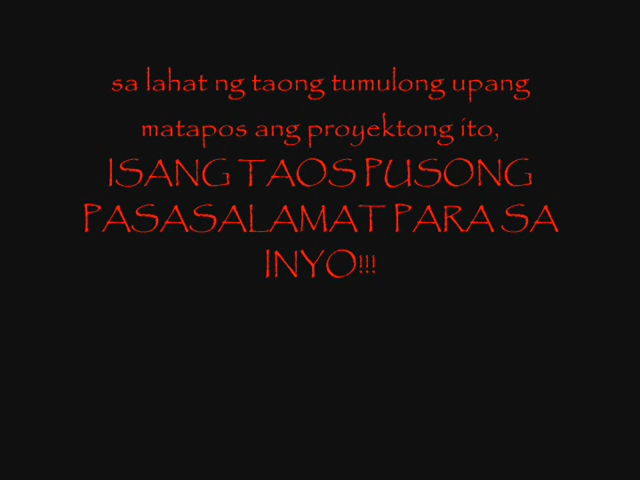 sa lahat ng taong tumulong upang
matapos ang proyektong ito,
ISANG TAOS PUSONG
PASASALAMAT PARA SA
INYO!!!